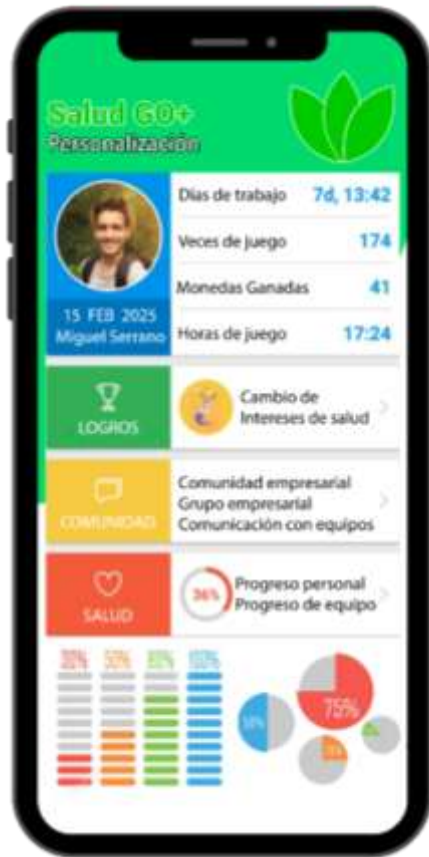 Salud GO+
Personalización
Días de trabajo 7d, 13:42
Veces de juego 174
Monedas Ganadas 41
15 FEB 2025
Miguel Serrano
Horas de juego 17:24
LOGROS
Cambio de
Intereses de salud
COMUNIDAD
Comunidad empresarial
Grupo empresarial
Comunicación con equipos
SALUD
36%
Progreso personal
Progreso de equipo
30% 50% 80% 100%
75%
50%